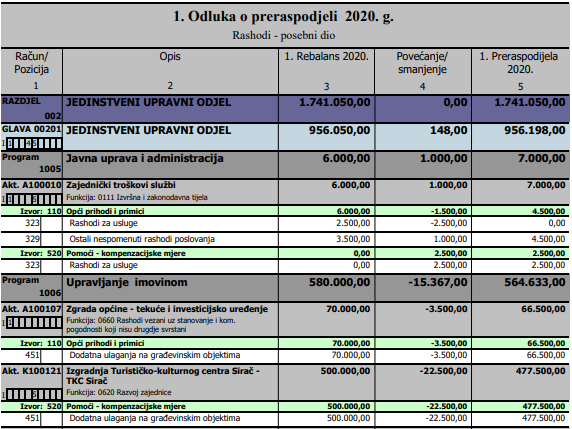 1. Odluka o preraspodjeli 2020. g.
Rashodi - posebni dio
Račun/ Pozicija Opis 1. Rebalans 2020. Povećanje/ smanjenje 1. Preraspodijela 2020.
1 2 3 4 5
RAZDJEL 002 JEDINSTVENI UPRAVNI ODJEL 1.741.050,00 0,00 1.741.050,00
GLAVA 00201 JEDINSTVENI UPRAVNI ODJEL 956.050,00 148,00 956.198,00
Program 1005 Javna uprava i administracija 6.000,00 1.000,00 7.000,00
Akt. A100010 Zajednički troškovi službi 6.000,00 1.000,00 7.000,00
Funkcija: 0111 Izvršna i zakonodavna tijela
Izvor: 110 Opći prihodi i primici 6.000,00 -1.500,00 4.500,00
323 Rashodi za usluge 2.500,00 -2.500,00 0,00
329 Ostali nespomenuti rashodi poslovanja 3.500,00 1.000,00 4.500,00
Izvor: 520 Pomoći - kompenzacijske mjere 0,00 2.500,00 2.500,00
323 Rashodi za usluge 0,00 2.500,00 2.500,00
Program 1006 Upravljanje imovinom 580.000,00 -15.367,00 564.633,00
Akt. A100107 Zgrada općine - tekuće i investicijsko uređenje 70.000,00 -3.500,00 66.500,00
Funkcija: 0660 Rashodi vezani uz stanovanje i kom.
pogodnosti koji nisu drugdje svrstani
Izvor: 110 Opći prihodi i primici 70.000,00 -3.500,00 66.500,00
451 Dodatna ulaganja na građevinskim objektima 70.000,00 -3.500,00 66.500,00
Akt. K100121 Izgradnja Turističko-kulturnog centra Sirač - 500.000,00 -22.500,00 477.500,00
TKC Sirač
Funkcija: 0620 Razvoj zajednice
Izvor: 520 Pomoći - kompenzacijske mjere 500.000,00 -22.500,00 477.500,00
451 Dodatna ulaganja na građevinskim objektima 500.000,00 -22.500,00 477.500,00